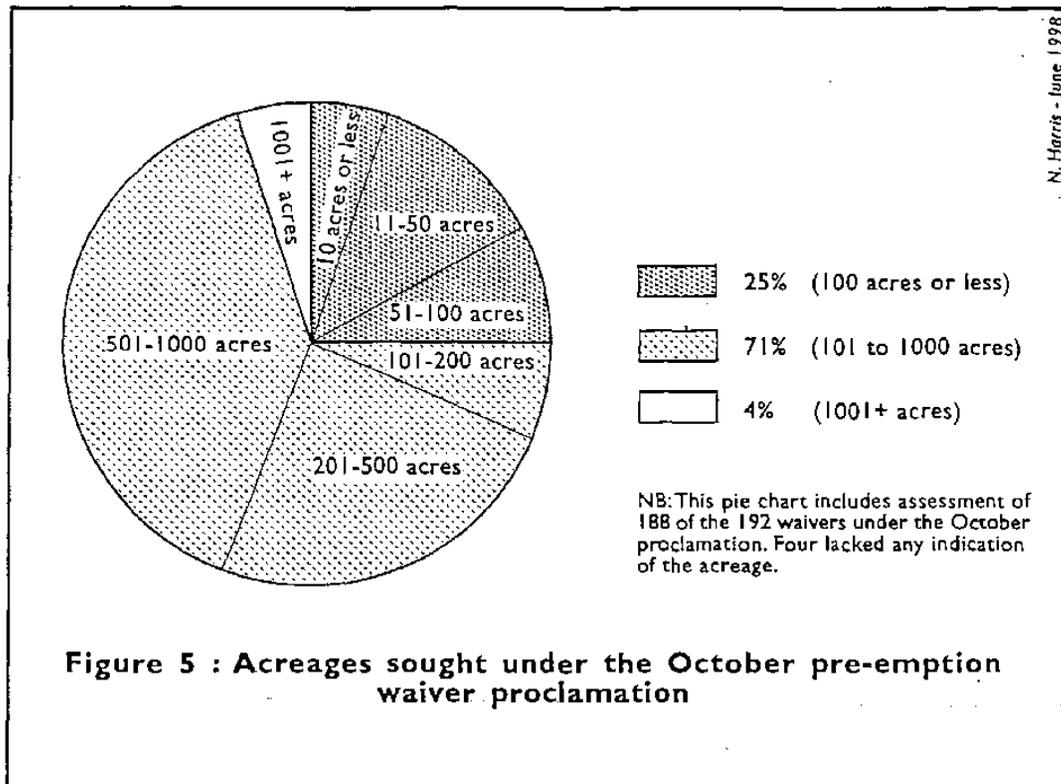 N. Harris - June 1998
1001+ acres
10 acres or less
11-50 acres
51-100 acres
101-200 acres
201-500 acres
501-1000 acres
25% (100 acres or less)
71% (101 to 1000 acres)
4% (1001+ acres)
NB: This pie chart includes assessment of
188 of the 192 waivers under the October
proclamation. Four lacked any indication
of the acreage.
Figure 5 : Acreages sought under the October pre-emption
waiver proclamation